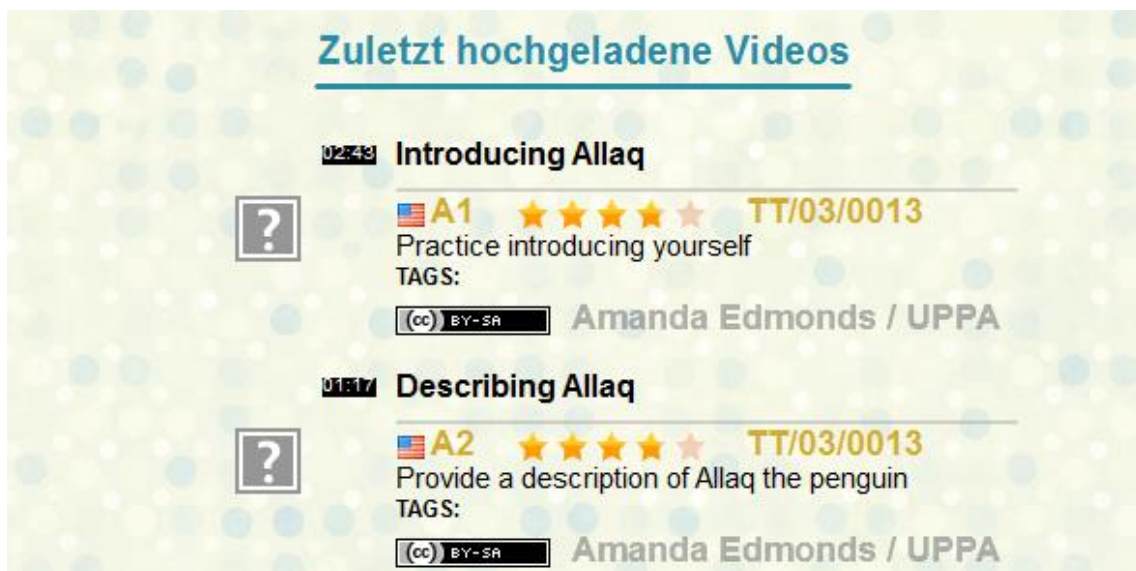 Zuletzt hochgeladene Videos
02:43 Introducing Allaq
? A1 TT/03/0013
Practice introducing yourself
TAGS:
(cc) BY-SA Amanda Edmonds / UPPA
01:17 Describing Allaq
? A2 TT/03/0013
Provide a description of Allaq the penguin
TAGS:
(cc) BY-SA Amanda Edmonds / UPPA